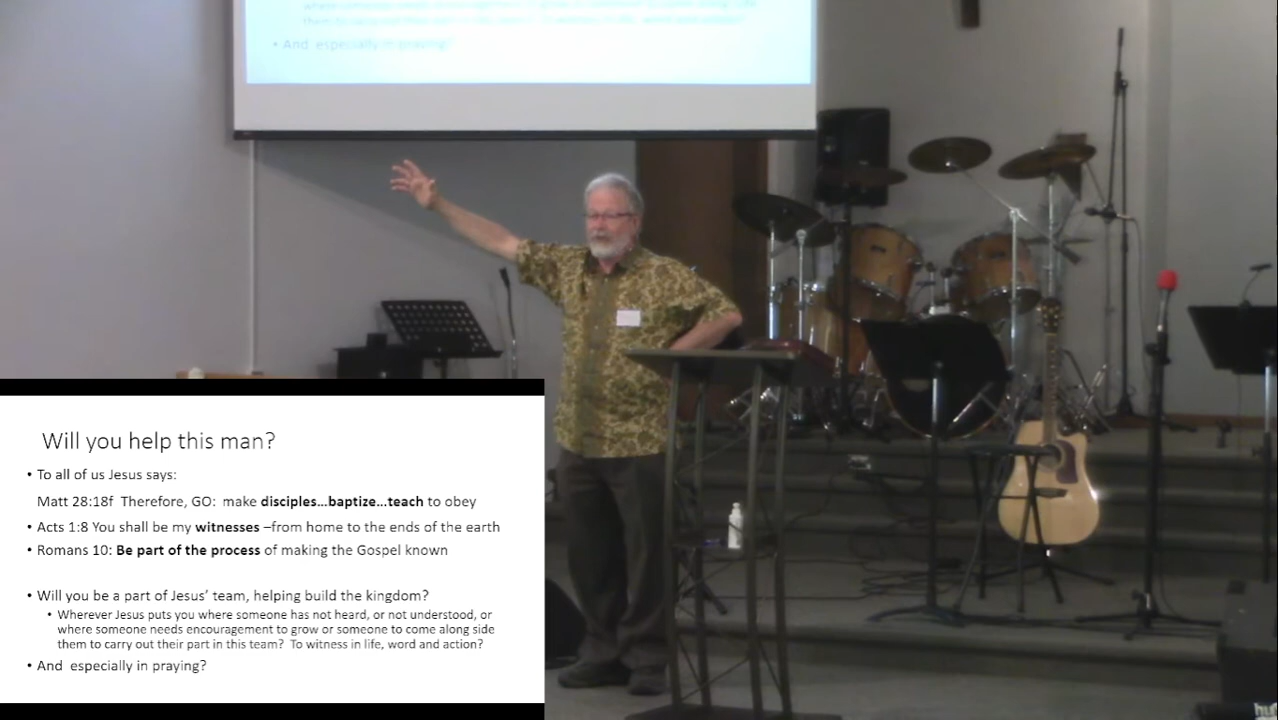 And especially in praying?
Will you help this man?
• To all of us Jesus says:
Matt 28:18f Therefore, GO: make disciples...baptize...teach to obey
• Acts 1:8 You shall be my witnesses –from home to the ends of the earth
• Romans 10: Be part of the process of making the Gospel known
• Will you be a part of Jesus’ team, helping build the kingdom?
• Wherever Jesus puts you where someone has not heard, or not understood, or
where someone needs encouragement to grow or someone to come along side
them to carry out their part in this team? To witness in life, word and action?
• And especially in praying?